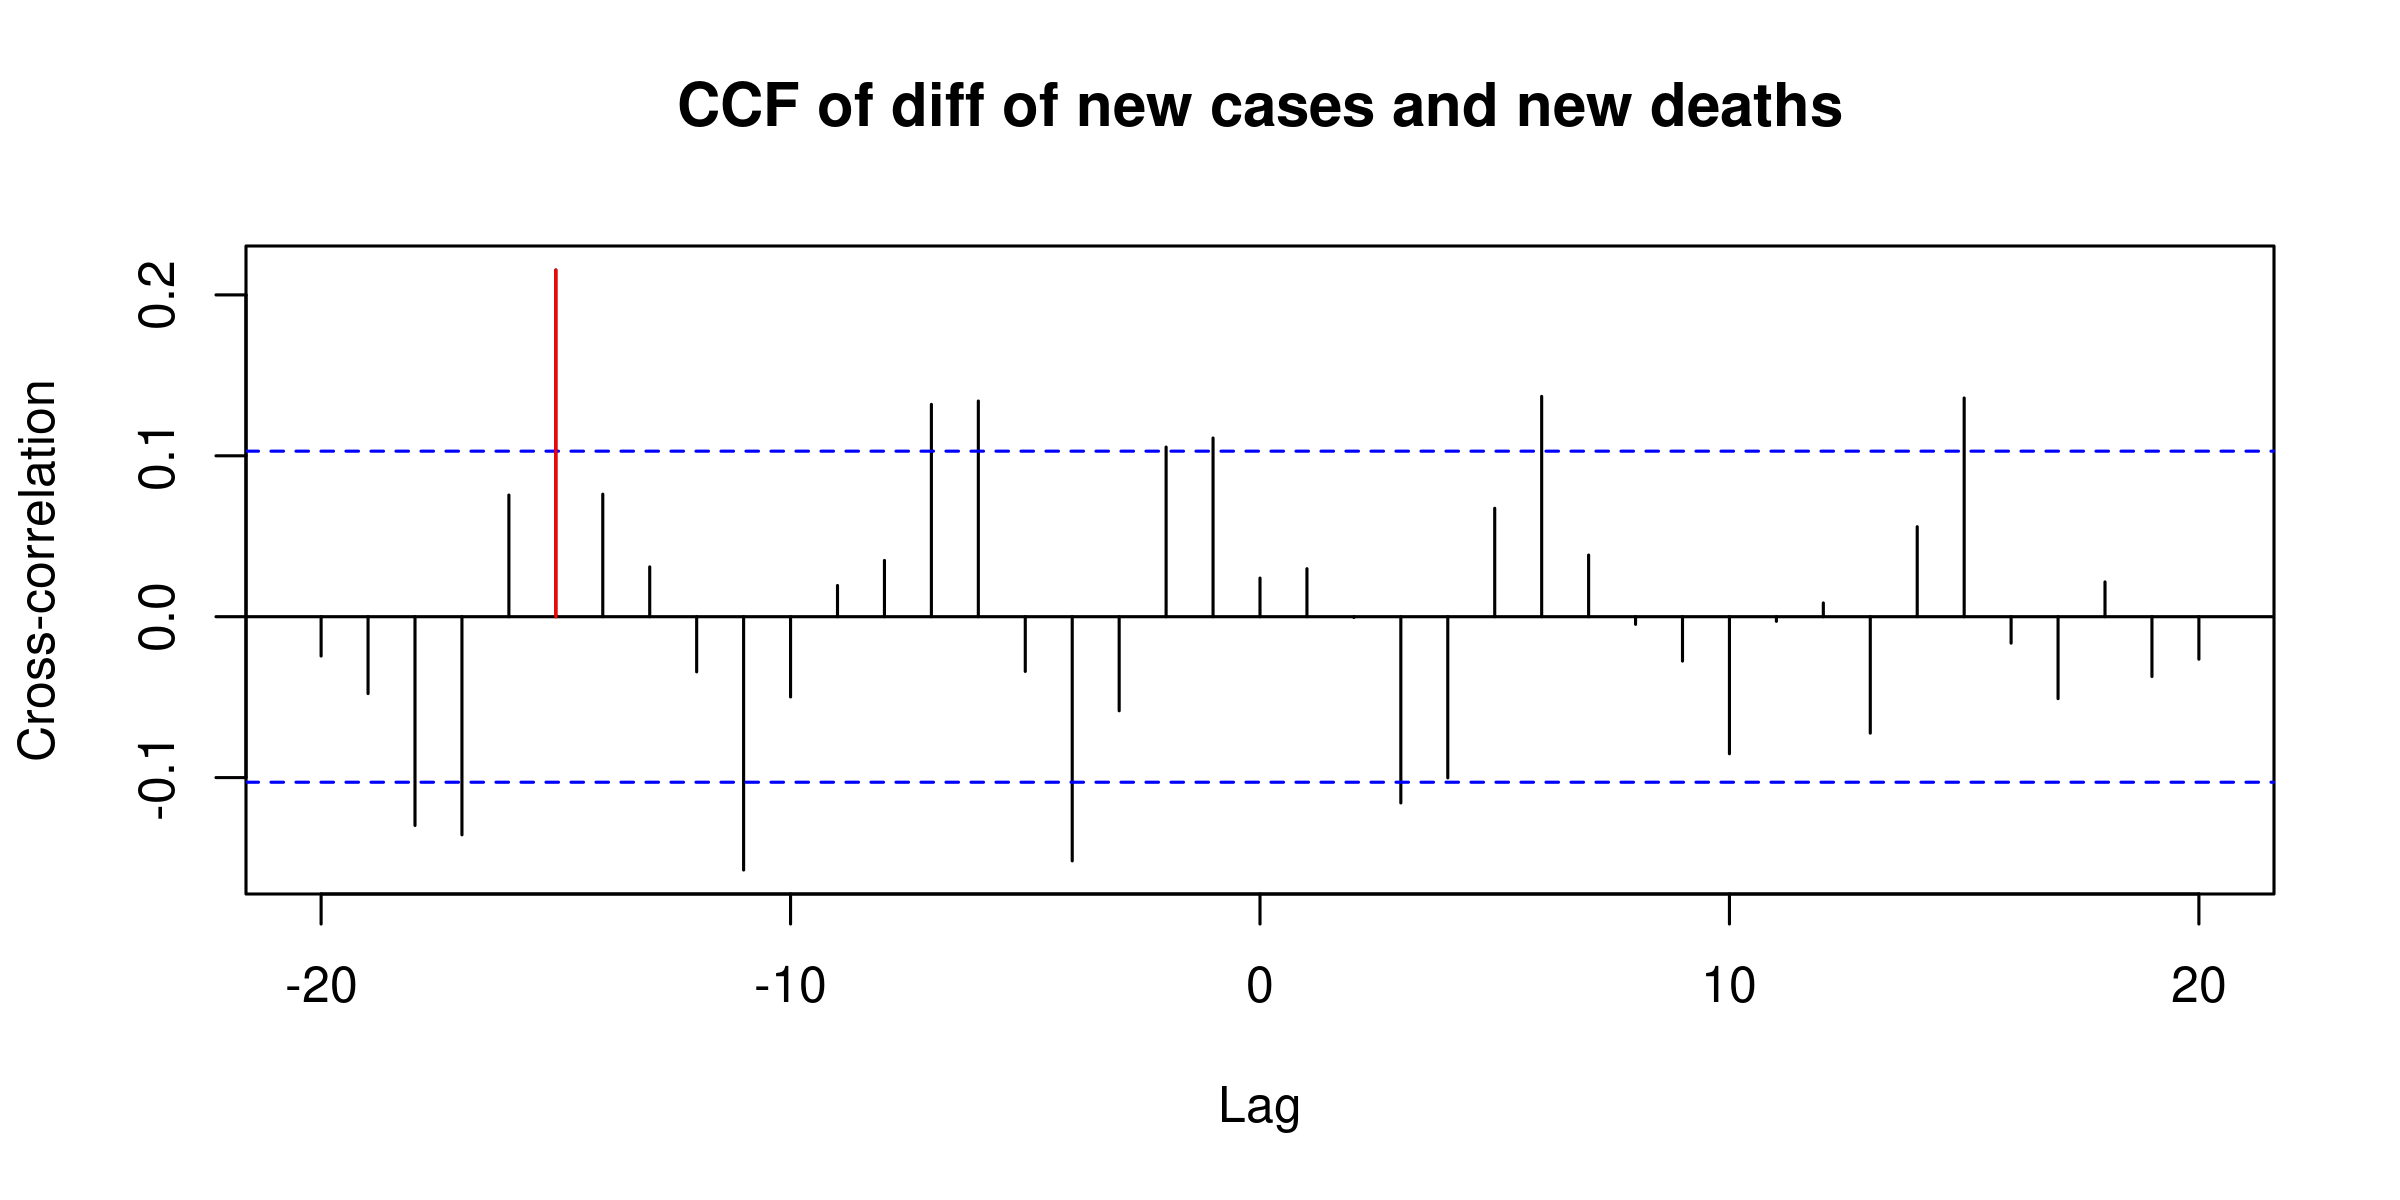 CCF of diff of new cases and new deaths
Cross-correlation
0.2
0.1
0.0
-0.1
-20 -10 0 10 20
Lag